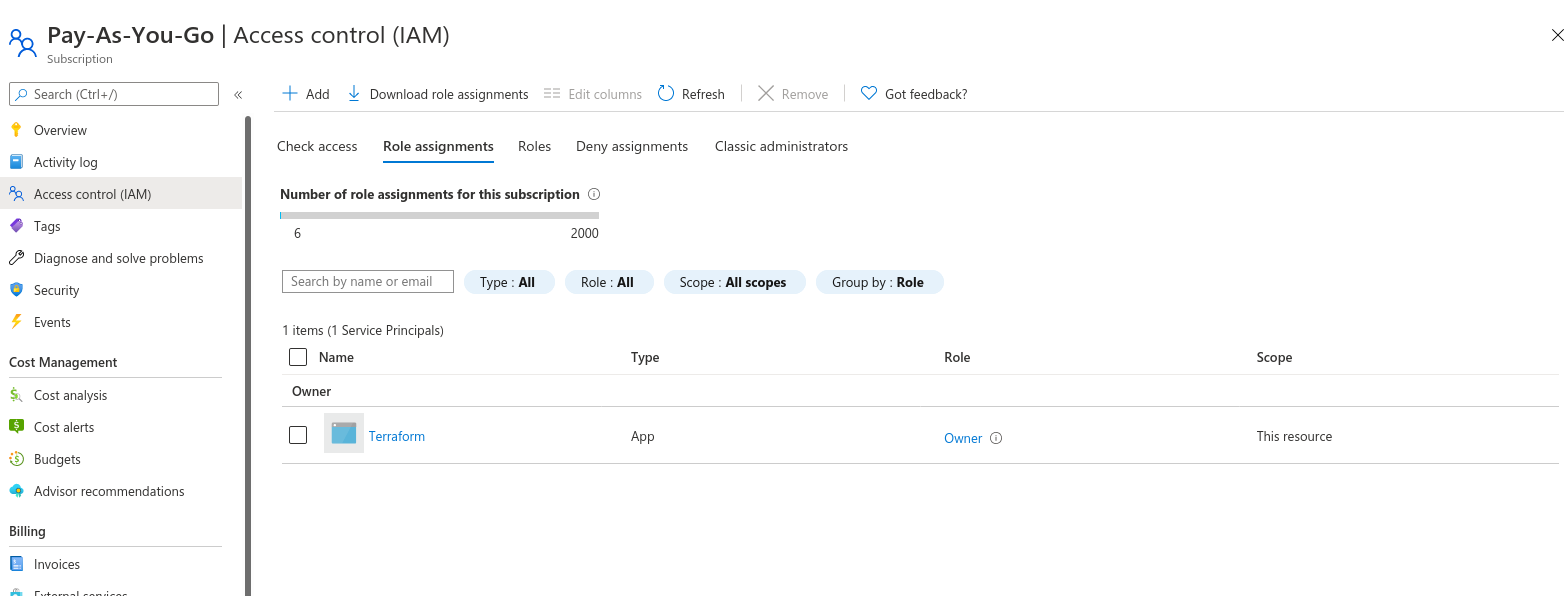 Pay-As-You-Go | Access control (IAM)
Subscription
Search (Ctrl+/)
«
Overview
Activity log
Access control (IAM)
Tags
Diagnose and solve problems
Security
Events
Cost Management
Cost analysis
Cost alerts
Budgets
Advisor recommendations
Billing
Invoices
External services
Add Download role assignments Edit columns Refresh Remove Got feedback?
Check access Role assignments Roles Deny assignments Classic administrators
Number of role assignments for this subscription
6 2000
Search by name or email Type : All Role : All Scope : All scopes Group by : Role
1 items (1 Service Principals)
Name Type Role Scope
Owner
Terraform App Owner This resource